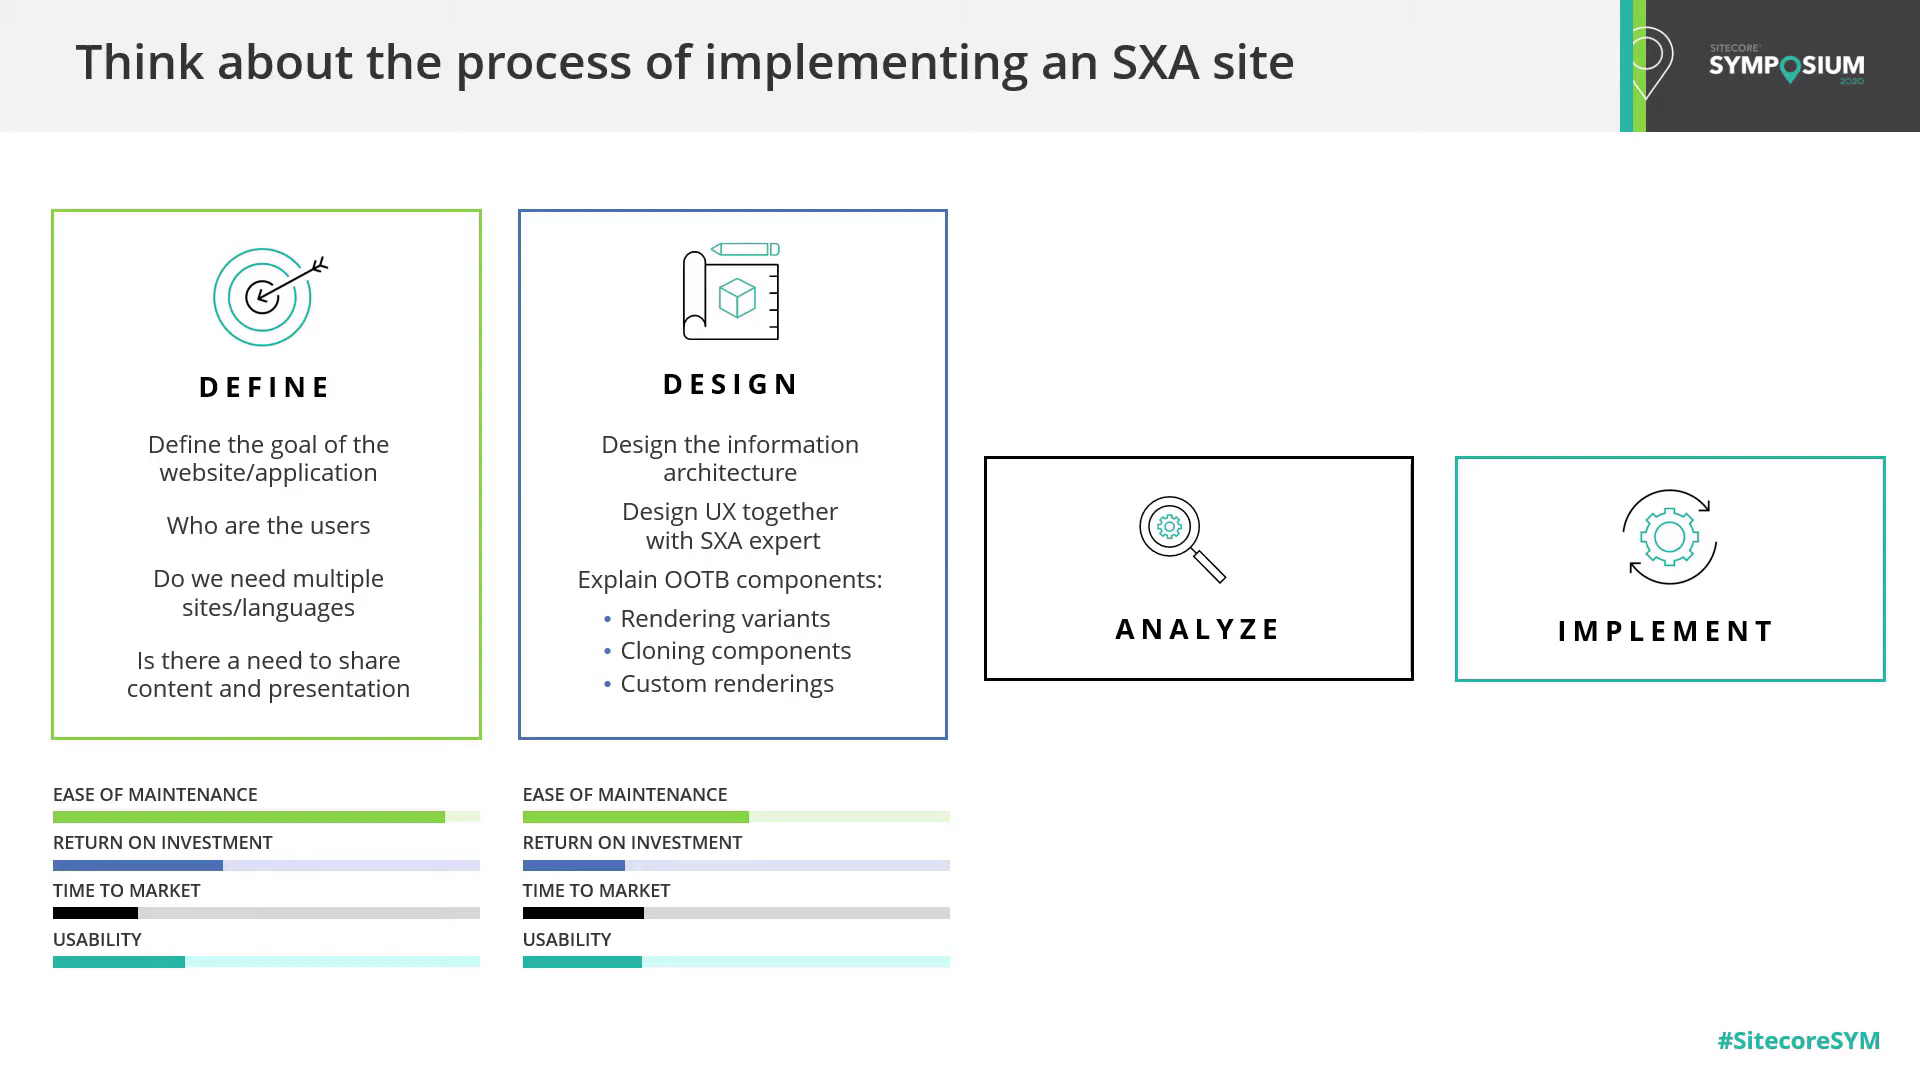 Think about the process of implementing an SXA site
SITECORE
SYMPOSIUM
2020
DEFINE
Define the goal of the
website/application
Who are the users
Do we need multiple
sites/languages
Is there a need to share
content and presentation
DESIGN
Design the information
architecture
Design UX together
with SXA expert
Explain OOTB components:
• Rendering variants
• Cloning components
• Custom renderings
ANALYZE
IMPLEMENT
EASE OF MAINTENANCE
RETURN ON INVESTMENT
TIME TO MARKET
USABILITY
EASE OF MAINTENANCE
RETURN ON INVESTMENT
TIME TO MARKET
USABILITY
#SitecoreSYM